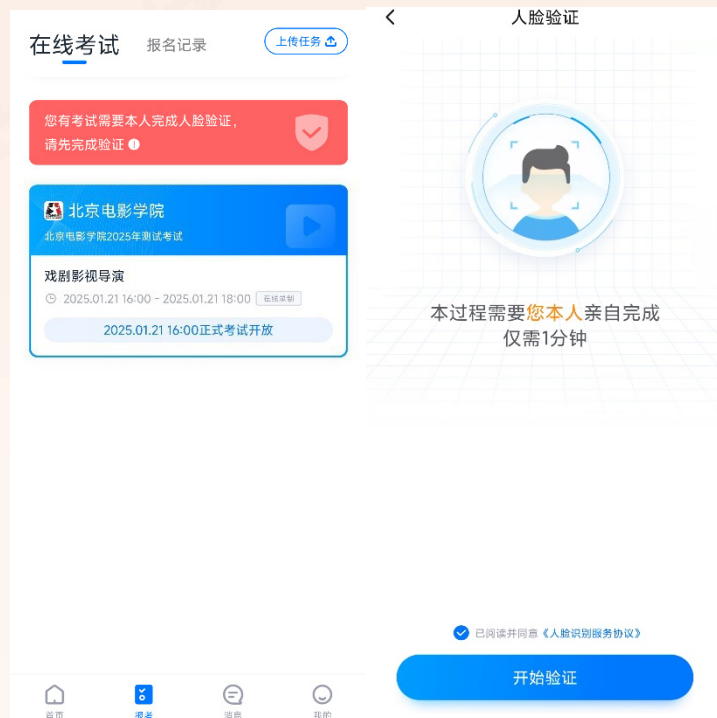 在线考试
报名记录
上传任务
您有考试需要本人完成人脸验证，
请先完成验证
北京电影学院
北京电影学院2025年测试考试
戏剧影视导演
2025.01.21 16:00 - 2025.01.21 18:00 在线录制
2025.01.21 16:00正式考试开放
首页
报考
消息
我的
人脸验证
本过程需要您本人亲自完成
仅需1分钟
已阅读并同意《人脸识别服务协议》
开始验证